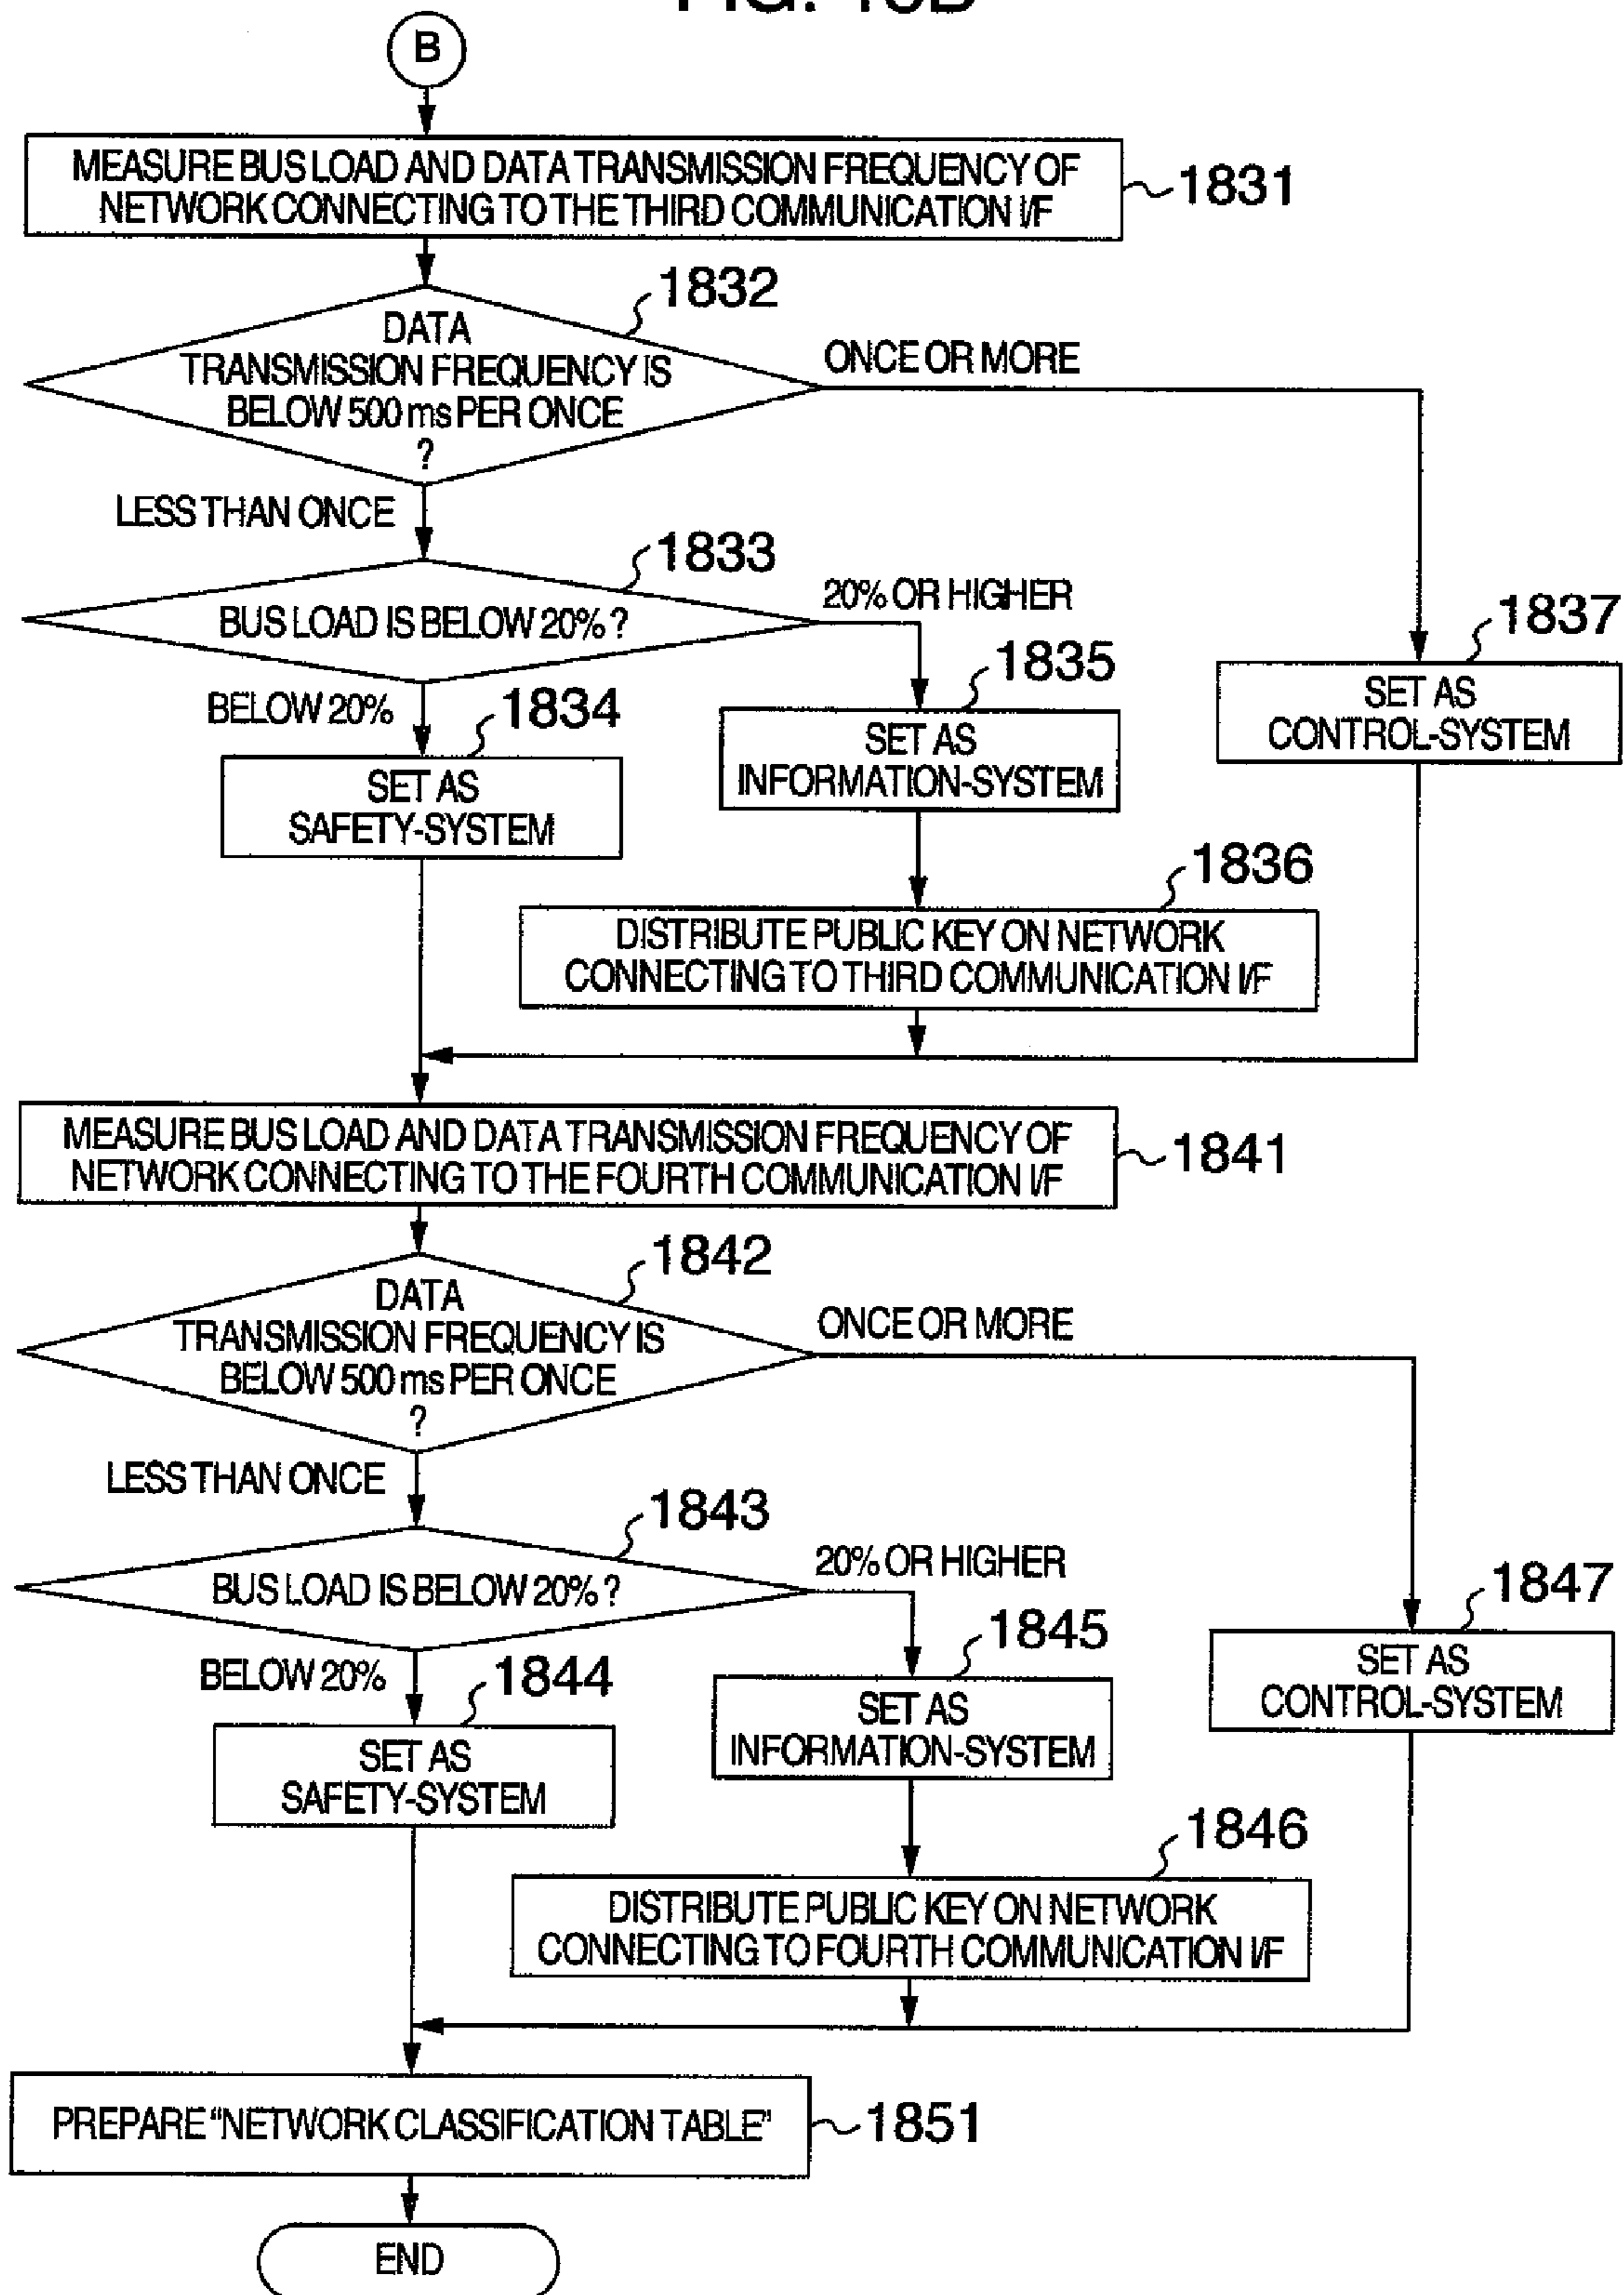 B
MEASURE BUS LOAD AND DATA TRANSMISSION FREQUENCY OF
NETWORK CONNECTING TO THE THIRD COMMUNICATION I/F
1831
1832
DATA
TRANSMISSION FREQUENCY IS
BELOW 500 ms PER ONCE
?
ONCE OR MORE
LESS THAN ONCE
1833
BUS LOAD IS BELOW 20% ?
20% OR HIGHER
BELOW 20%
1834
SET AS
SAFETY-SYSTEM
1835
SET AS
INFORMATION-SYSTEM
1837
SET AS
CONTROL-SYSTEM
1836
DISTRIBUTE PUBLIC KEY ON NETWORK
CONNECTING TO THIRD COMMUNICATION I/F
MEASURE BUS LOAD AND DATA TRANSMISSION FREQUENCY OF
NETWORK CONNECTING TO THE FOURTH COMMUNICATION I/F
1841
1842
DATA
TRANSMISSION FREQUENCY IS
BELOW 500 ms PER ONCE
?
ONCE OR MORE
LESS THAN ONCE
1843
BUS LOAD IS BELOW 20% ?
20% OR HIGHER
BELOW 20%
1844
SET AS
SAFETY-SYSTEM
1845
SET AS
INFORMATION-SYSTEM
1847
SET AS
CONTROL-SYSTEM
1846
DISTRIBUTE PUBLIC KEY ON NETWORK
CONNECTING TO FOURTH COMMUNICATION I/F
PREPARE "NETWORK CLASSIFICATION TABLE"
1851
END